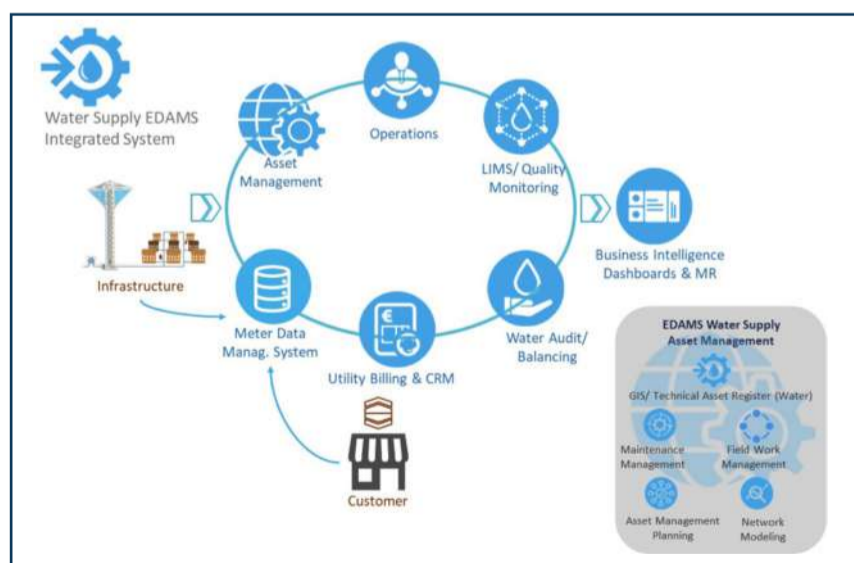 Water Supply EDAMS
Integrated System
Operations
Asset
Management
LIMS/ Quality
Monitoring
Infrastructure
Business Intelligence
Dashboards & MR
Meter Data
Manag. System
Utility Billing & CRM
Water Audit/
Balancing
Customer
EDAMS Water Supply
Asset Management
GIS/ Technical Asset Register (Water)
Maintenance
Management
Field Work
Management
Asset Management
Planning
Network
Modeling